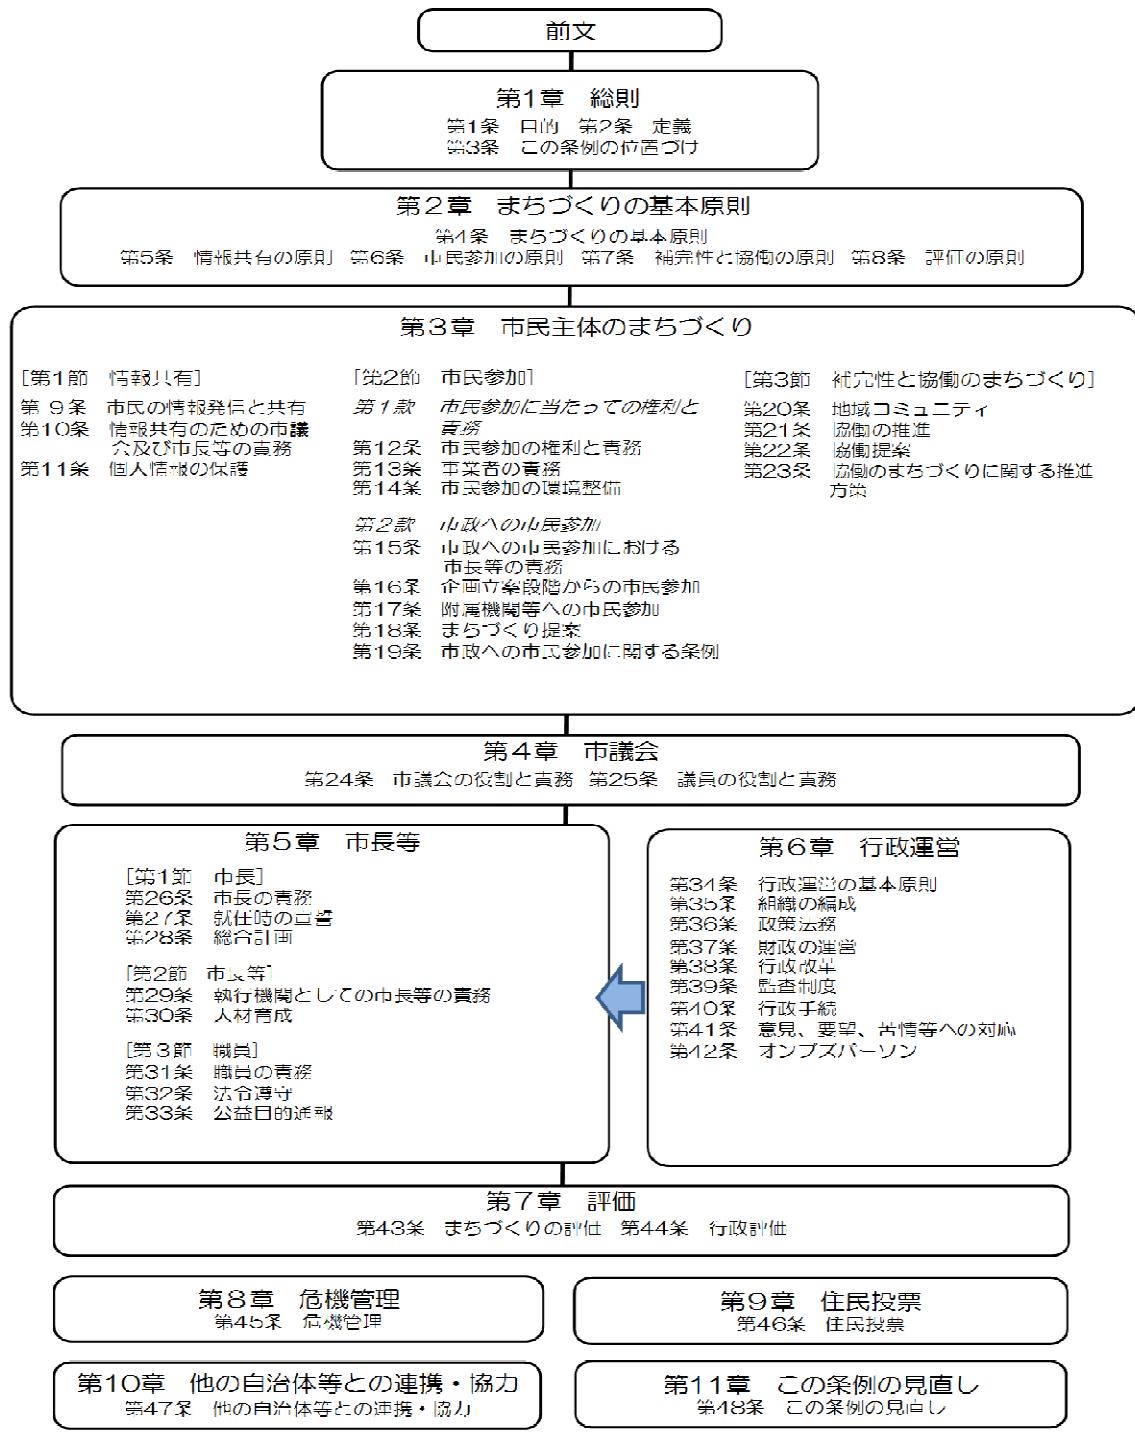 前文
第1章　総則
第1条　目的　第2条　定義
第3条　この条例の位置づけ
第2章　まちづくりの基本原則
第4条　まちづくりの基本原則
第5条　情報共有の原則　第6条　市民参加の原則　第7条　補完性と協働の原則　第8条　評価の原則
第3章　市民主体のまちづくり
[第1節　情報共有]
第9条　市民の情報発信と共有
第10条　情報共有のための市議
会及び市長等の責務
第11条　個人情報の保護
[第2節　市民参加]
第1款　市民参加に当たっての権利と
責務
第12条　市民参加の権利と責務
第13条　事業者の責務
第14条　市民参加の環境整備
第2款　市政への市民参加
第15条　市政への市民参加における
市長等の責務
第16条　企画立案段階からの市民参加
第17条　附属機関等への市民参加
第18条　まちづくり提案
第19条　市政への市民参加に関する条例
[第3節　補完性と協働のまちづくり]
第20条　地域コミュニティ
第21条　協働の推進
第22条　協働提案
第23条　協働のまちづくりに関する推進
方策
第4章　市議会
第24条　市議会の役割と責務　第25条　議員の役割と責務
第5章　市長等
[第1節　市長]
第26条　市長の責務
第27条　就任時の宣誓
第28条　総合計画
[第2節　市長等]
第29条　執行機関としての市長等の責務
第30条　人材育成
[第3節　職員]
第31条　職員の責務
第32条　法令遵守
第33条　公益目的通報
第6章　行政運営
第34条　行政運営の基本原則
第35条　組織の編成
第36条　政策法務
第37条　財政の運営
第38条　行政改革
第39条　監査制度
第40条　行政手続
第41条　意見、要望、苦情等への対応
第42条　オンブズパーソン
第7章　評価
第43条　まちづくりの評価　第44条　行政評価
第8章　危機管理
第45条　危機管理
第9章　住民投票
第46条　住民投票
第10章　他の自治体等との連携・協力
第47条　他の自治体等との連携・協力
第11章　この条例の見直し
第48条　この条例の見直し